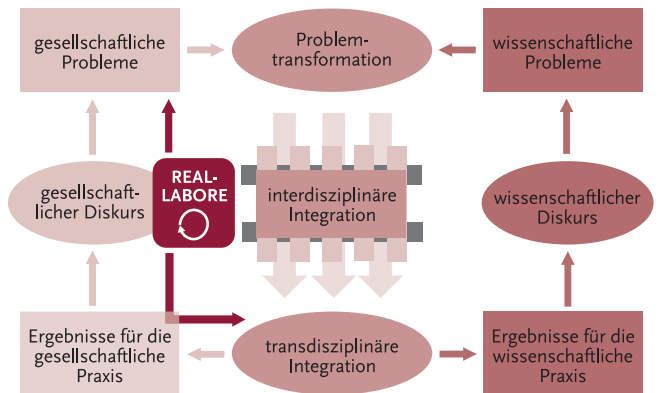 gesellschaftliche
Probleme
Problem-
transformation
wissenschaftliche
Probleme
gesellschaft-
licher Diskurs
REAL-
LABORE
interdisziplinäre
Integration
wissenschaftlicher
Diskurs
Ergebnisse für die
gesellschaftliche
Praxis
transdisziplinäre
Integration
Ergebnisse für die
wissenschaftliche
Praxis